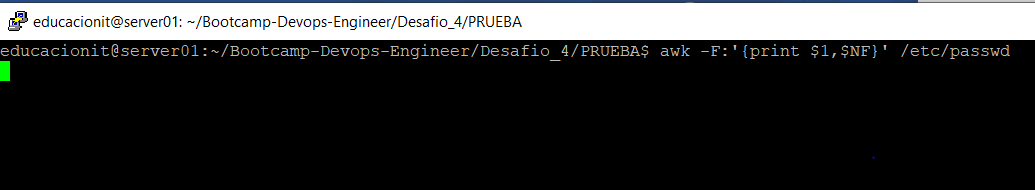 educacionit@server01: ~/Bootcamp-Devops-Engineer/Desafio_4/PRUEBA
educacionit@server01:~/Bootcamp-Devops-Engineer/Desafio_4/PRUEBA$ awk -F:'{print $1,$NF}' /etc/passwd